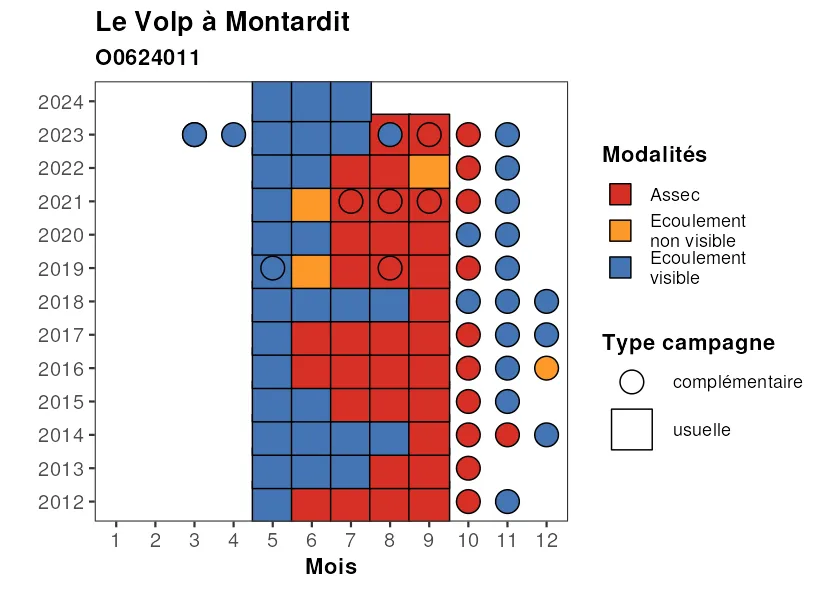 Le Volp à Montardit
O0624011
2024
2023
2022
2021
2020
2019
2018
2017
2016
2015
2014
2013
2012
1 2 3 4 5 6 7 8 9 10 11 12
Mois
Modalités
Assec
Ecoulement
non visible
Ecoulement
visible
Type campagne
complémentaire
usuelle